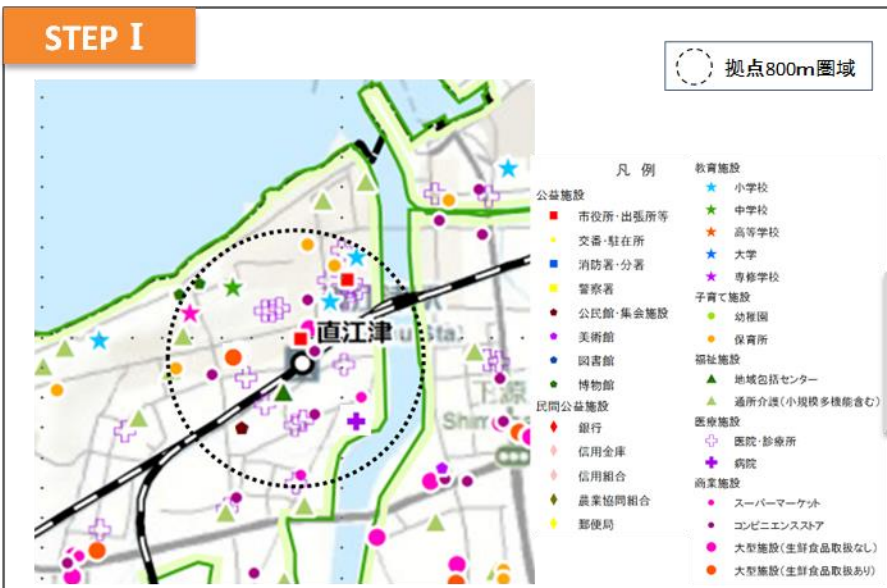 STEP Ⅰ
拠点800m圏域
直江津
凡 例
公益施設
市役所・出張所等
交番・駐在所
消防署・分署
警察署
公民館・集会施設
美術館
図書館
博物館
民間公益施設
銀行
信用金庫
信用組合
農業協同組合
郵便局
教育施設
小学校
中学校
高等学校
大学
専修学校
子育て施設
幼稚園
保育所
福祉施設
地域包括センター
通所介護(小規模多機能含む)
医療施設
医院・診療所
病院
商業施設
スーパーマーケット
コンビニエンスストア
大型施設(生鮮食品取扱なし)
大型施設(生鮮食品取扱あり)